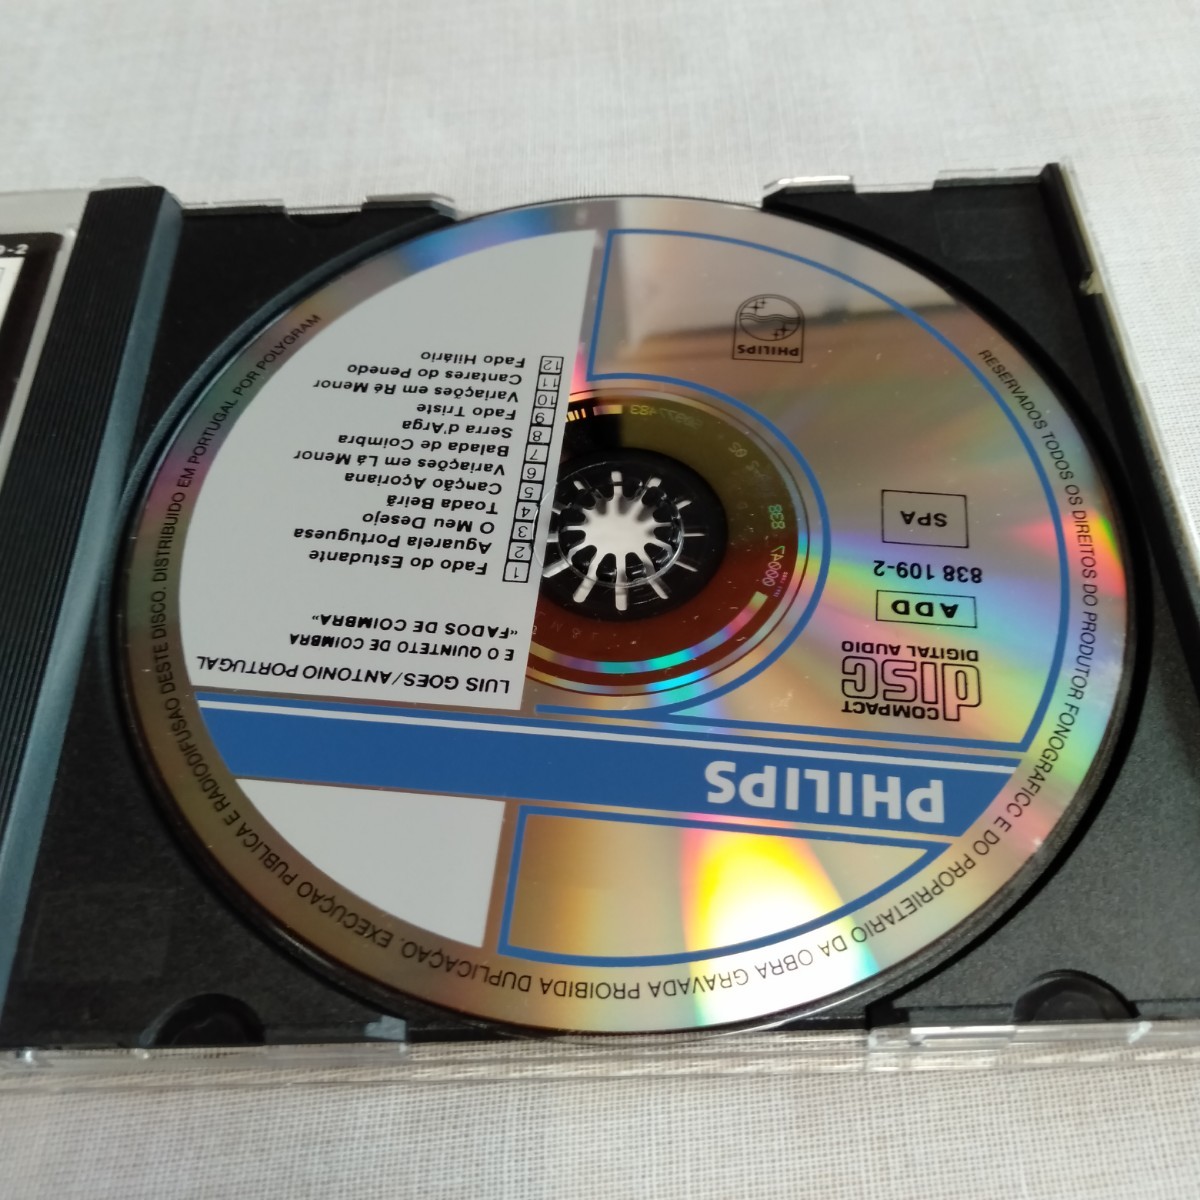 PHILIPS
COMPACT
disc
DIGITAL AUDIO
ADD
838 109-2
SPA
PHILIPS
LUIS GOES/ANTONIO PORTUGAL
E O QUINTETO DE COIMBRA
«FADOS DE COIMBRA»
1 Fado do Estudante
2 Aguarela Portuguesa
3 O Meu Desejo
4 Toada Beirã
5 Canção Açoriana
6 Variações em Lá Menor
7 Balada de Coimbra
8 Serra d'Arga
9 Fado Triste
10 Variações em Ré Menor
11 Cantares do Penedo
12 Fado Hilário
RESERVADOS TODOS OS DIREITOS DO PRODUTOR FONOGRAFICC E DO PROPRIETARIO DA OBRA GRAVADA PROIBIDA DUPLICAÇAO. EXECUÇAO PUBLICA E RADIODIFUSAO DESTE DISCO. DISTRIBUIDO EM PORTUGAL POR POLYGRAM